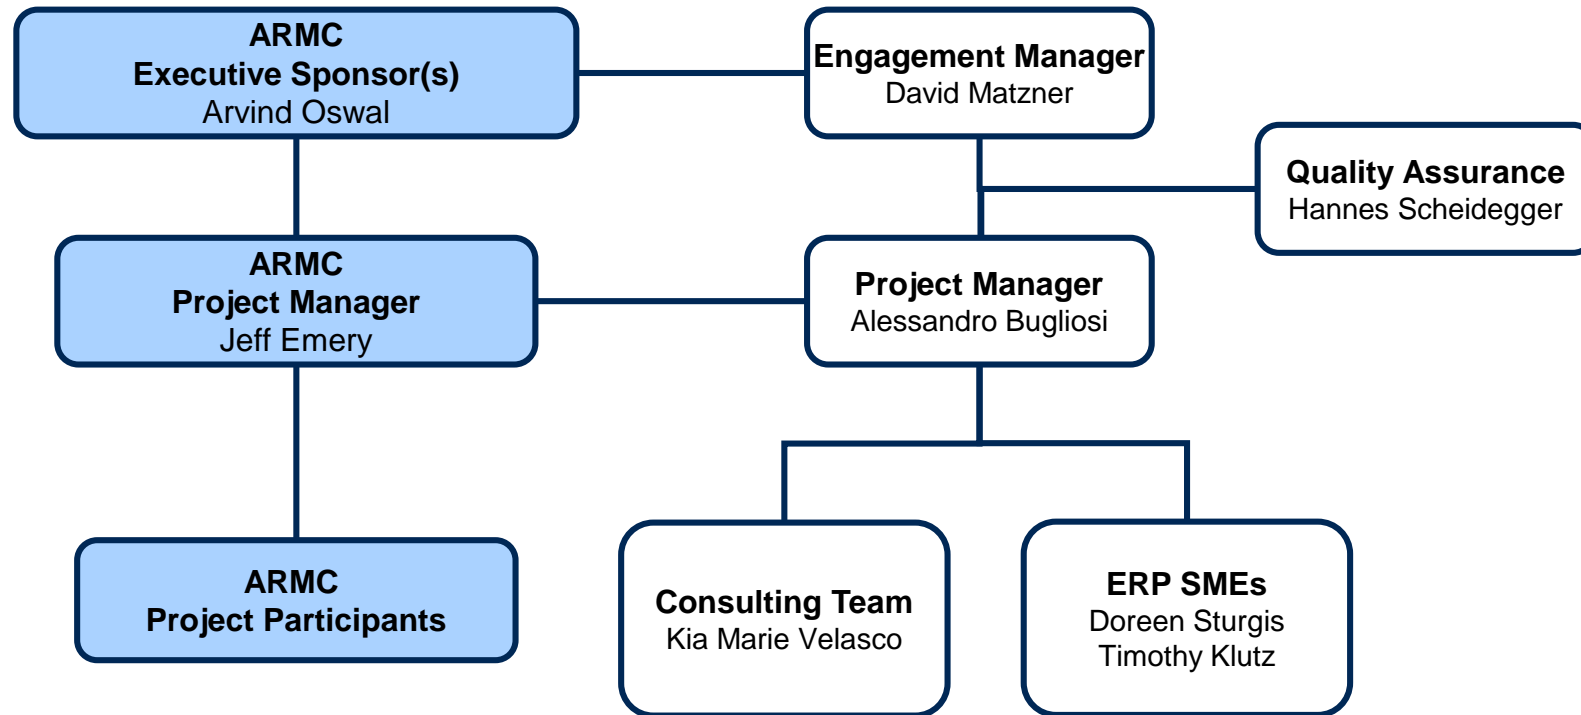 ARMC
Executive Sponsor(s)
Arvind Oswal
Engagement Manager
David Matzner
Quality Assurance
Hannes Scheidegger
ARMC
Project Manager
Jeff Emery
Project Manager
Alessandro Bugliosi
ARMC
Project Participants
Consulting Team
Kia Marie Velasco
ERP SMEs
Doreen Sturgis
Timothy Klutz